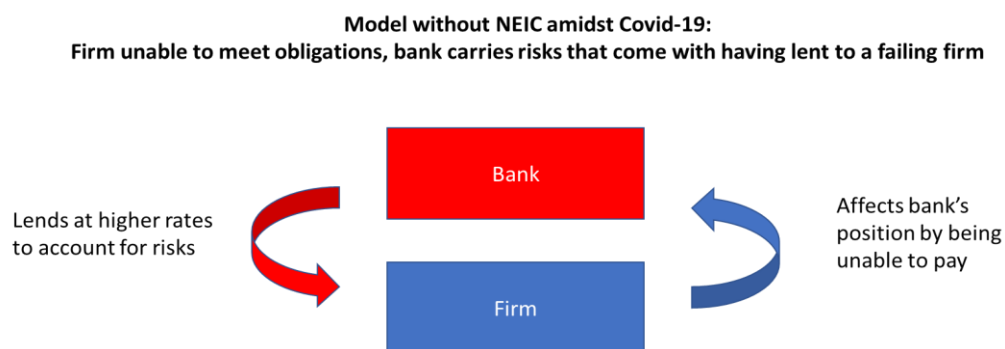 Model without NEIC amidst Covid-19:
Firm unable to meet obligations, bank carries risks that come with having lent to a failing firm
Bank
Lends at higher rates
to account for risks
Affects bank's
position by being
unable to pay
Firm